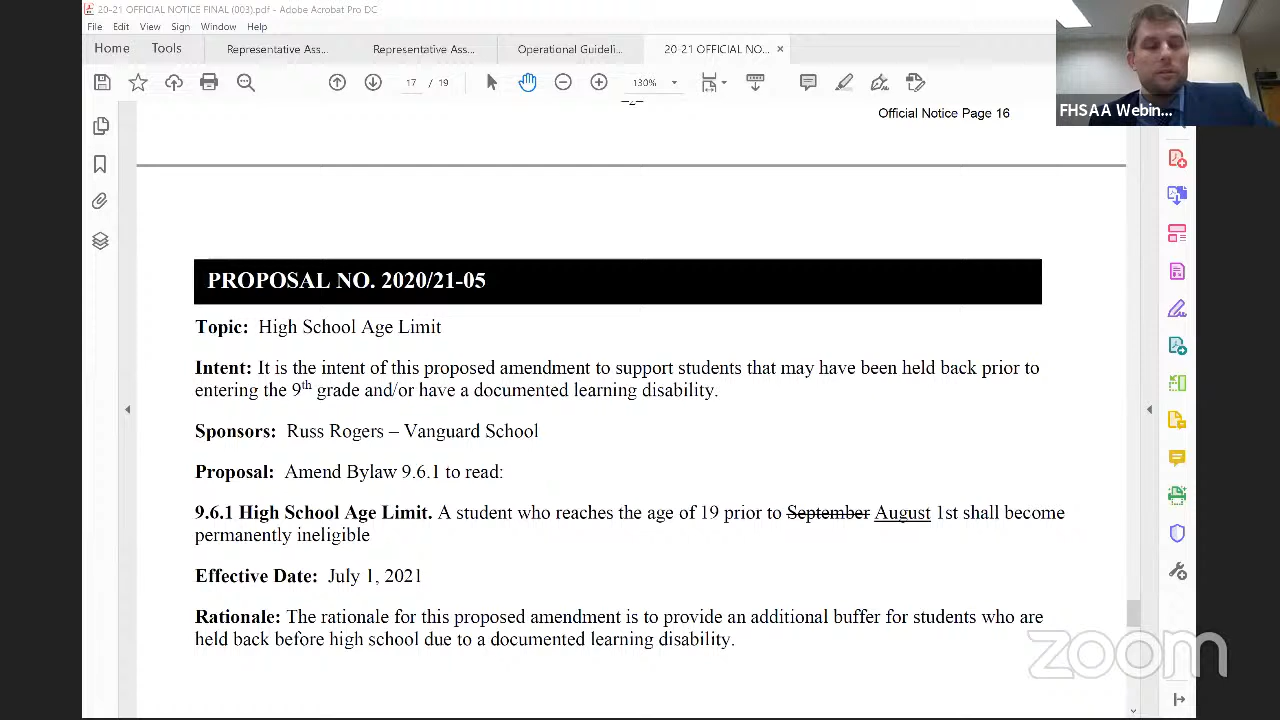 20-21 OFFICIAL NOTICE FINAL (003).pdf - Adobe Acrobat Pro DC
File Edit View Sign Window Help
Home Tools Representative Ass... Representative Ass... Operational Guideli... 20-21 OFFICIAL NO... ×
17 / 19 130%
FHSAA Webin...
Official Notice Page 16
PROPOSAL NO. 2020/21-05
Topic: High School Age Limit
Intent: It is the intent of this proposed amendment to support students that may have been held back prior to
entering the 9th grade and/or have a documented learning disability.
Sponsors: Russ Rogers – Vanguard School
Proposal: Amend Bylaw 9.6.1 to read:
9.6.1 High School Age Limit. A student who reaches the age of 19 prior to September August 1st shall become
permanently ineligible
Effective Date: July 1, 2021
Rationale: The rationale for this proposed amendment is to provide an additional buffer for students who are
held back before high school due to a documented learning disability.
zoom